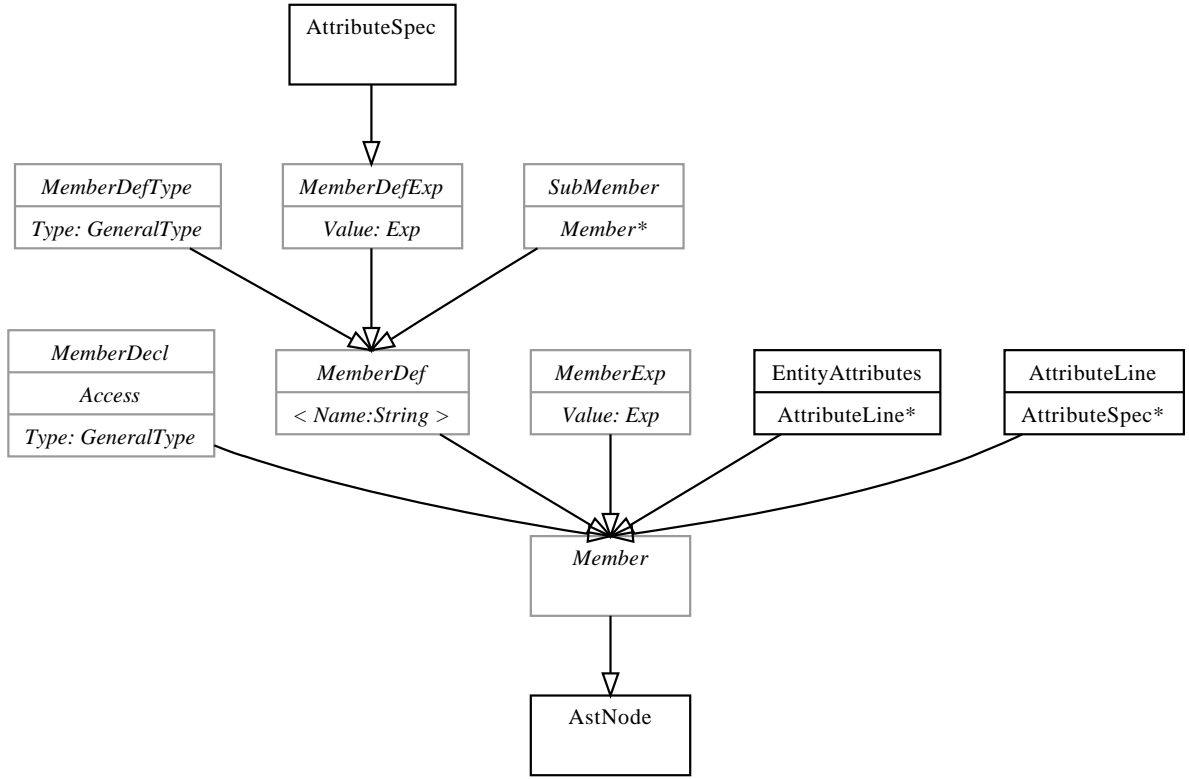 AttributeSpec
MemberDefType
Type: GeneralType
MemberDefExp
Value: Exp
SubMember
Member*
MemberDecl
Access
Type: GeneralType
MemberDef
< Name:String >
MemberExp
Value: Exp
EntityAttributes
AttributeLine*
AttributeLine
AttributeSpec*
Member
AstNode